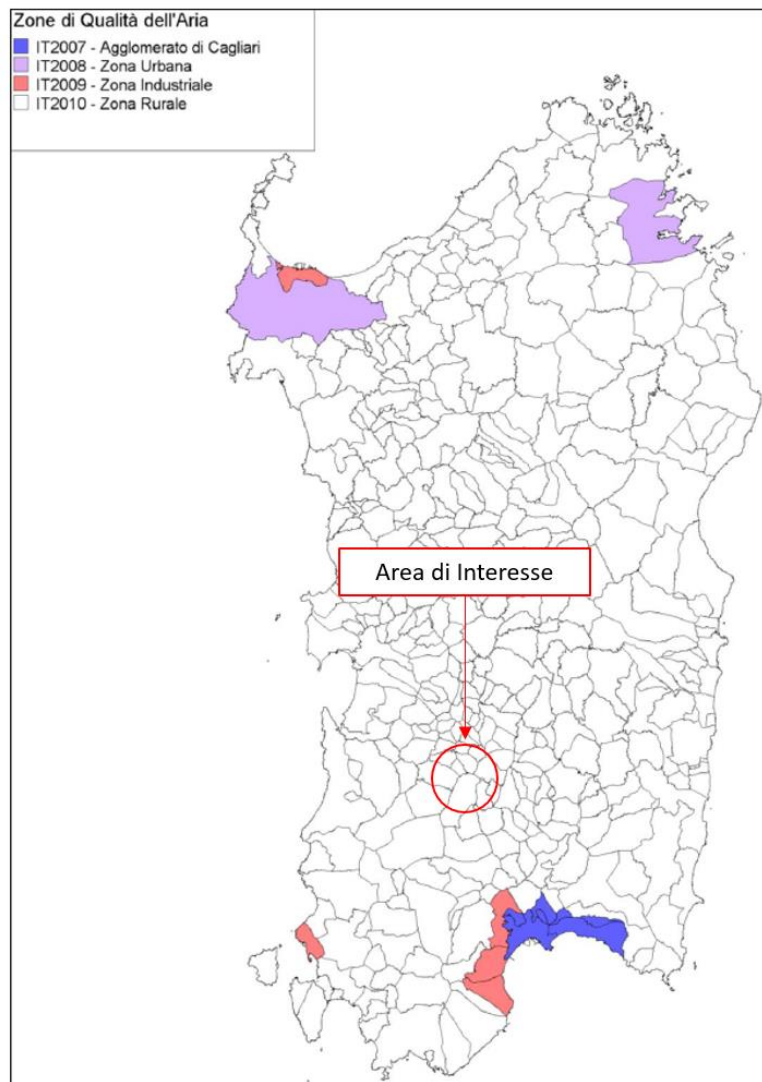 Zone di Qualità dell'Aria
IT2007 - Agglomerato di Cagliari
IT2008 - Zona Urbana
IT2009 - Zona Industriale
IT2010 - Zona Rurale
Area di Interesse